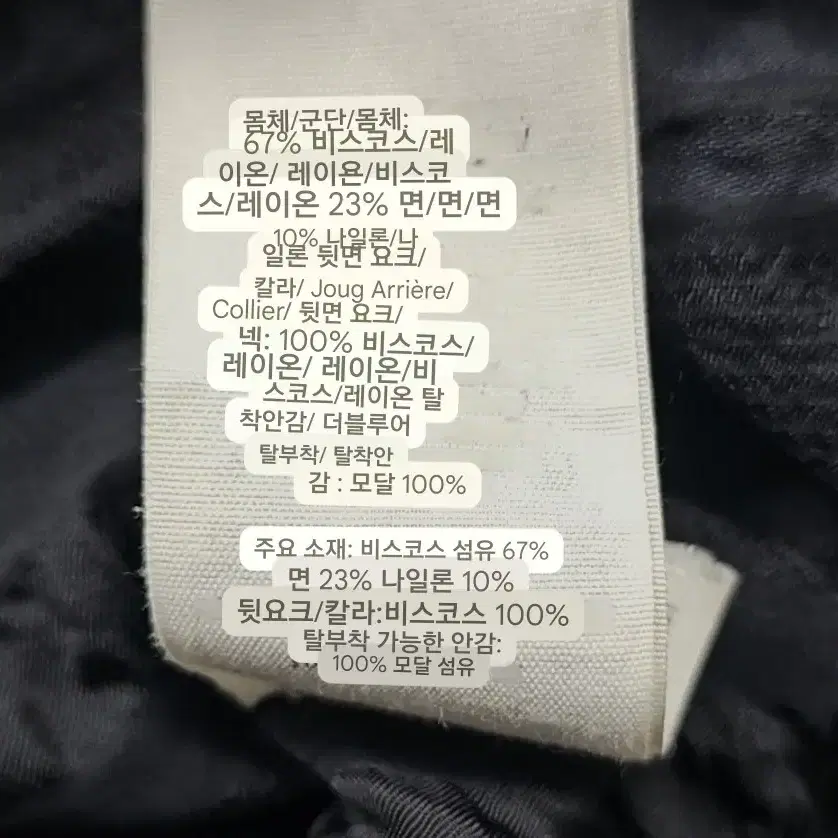 몸체/군단/몸체:
67% 비스코스/레
이온/ 레이욘/비스코
스/레이온 23% 면/면/면
10% 나일론/나
일론 뒷면 요크/
칼라/ Joug Arrière/
Collier/ 뒷면 요크/
넥: 100% 비스코스/
레이온/ 레이온/비
스코스/레이온 탈
착안감/ 더블루어
탈부착/ 탈착안
감 : 모달 100%
주요 소재: 비스코스 섬유 67%
면 23% 나일론 10%
뒷요크/칼라:비스코스 100%
탈부착 가능한 안감:
100% 모달 섬유